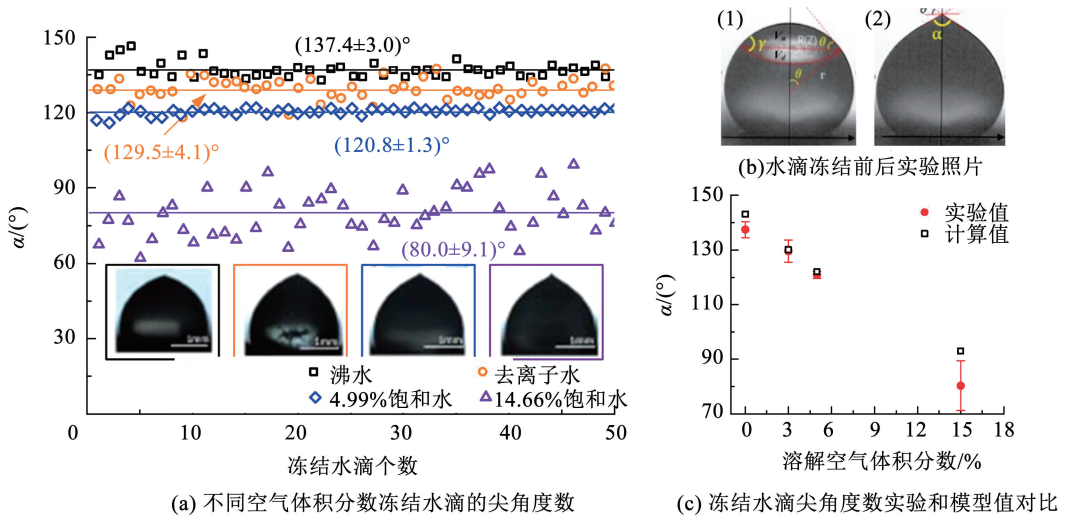 (a)
α/(°)
150
120
90
60
30
0
10
20
30
40
50
(137.4±3.0)°
(129.5±4.1)°
(120.8±1.3)°
(80.0±9.1)°
1mm
1mm
1mm
1mm
沸水
去离子水
4.99%饱和水
14.66%饱和水
冻结水滴个数
(a) 不同空气体积分数冻结水滴的尖角度数
(1)
γ
R(Z)
θ
θ
r
(2)
θ
α
(b)水滴冻结前后实验照片
α/(°)
150
130
110
90
70
实验值
计算值
0 3 6 9 12 15 18
溶解空气体积分数/%
(c) 冻结水滴尖角度数实验和模型值对比